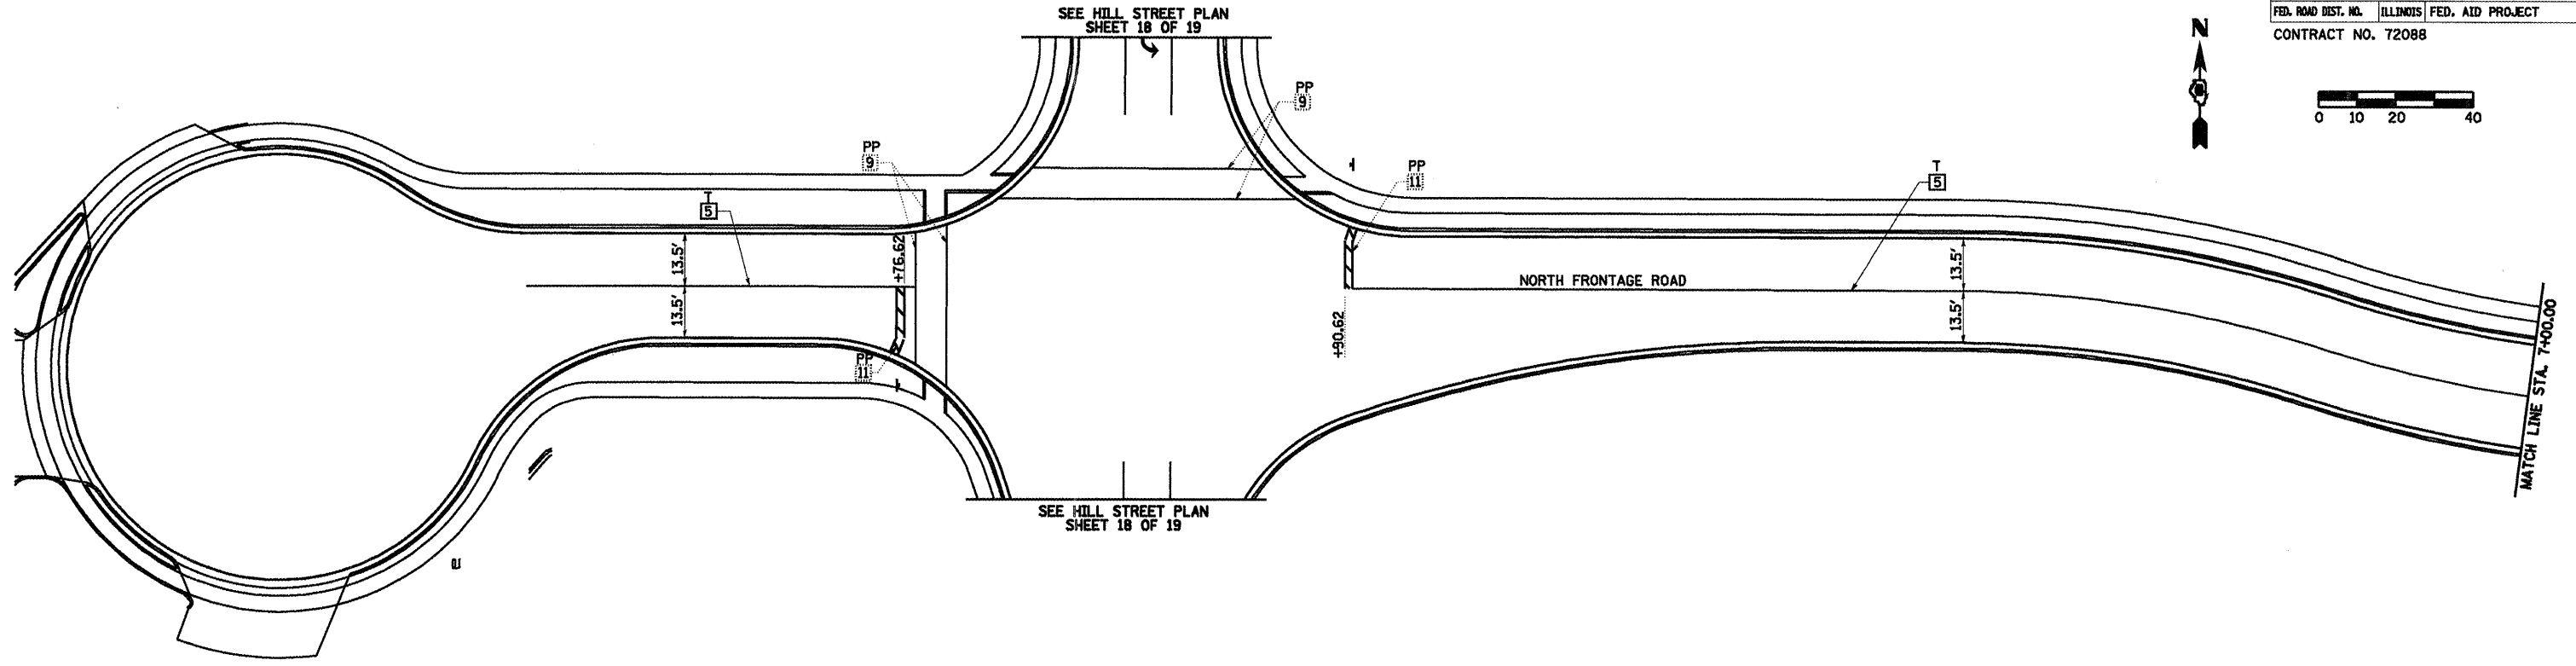 SEE HILL STREET PLAN
SHEET 18 OF 19
FED. ROAD DIST. NO. ILLINOIS FED. AID PROJECT
CONTRACT NO. 72088
N
0 10 20 40
PP
9
PP
9
PP
11
T
5
T
5
13.5'
13.5'
+76.62
PP
11
NORTH FRONTAGE ROAD
+90.62
13.5'
13.5'
MATCH LINE STA. 7+00.00
SEE HILL STREET PLAN
SHEET 18 OF 19